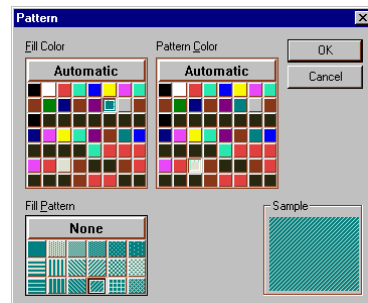 Pattern
Fill Color
Pattern Color
OK
Automatic
Automatic
Cancel
Fill Pattern
Sample
None